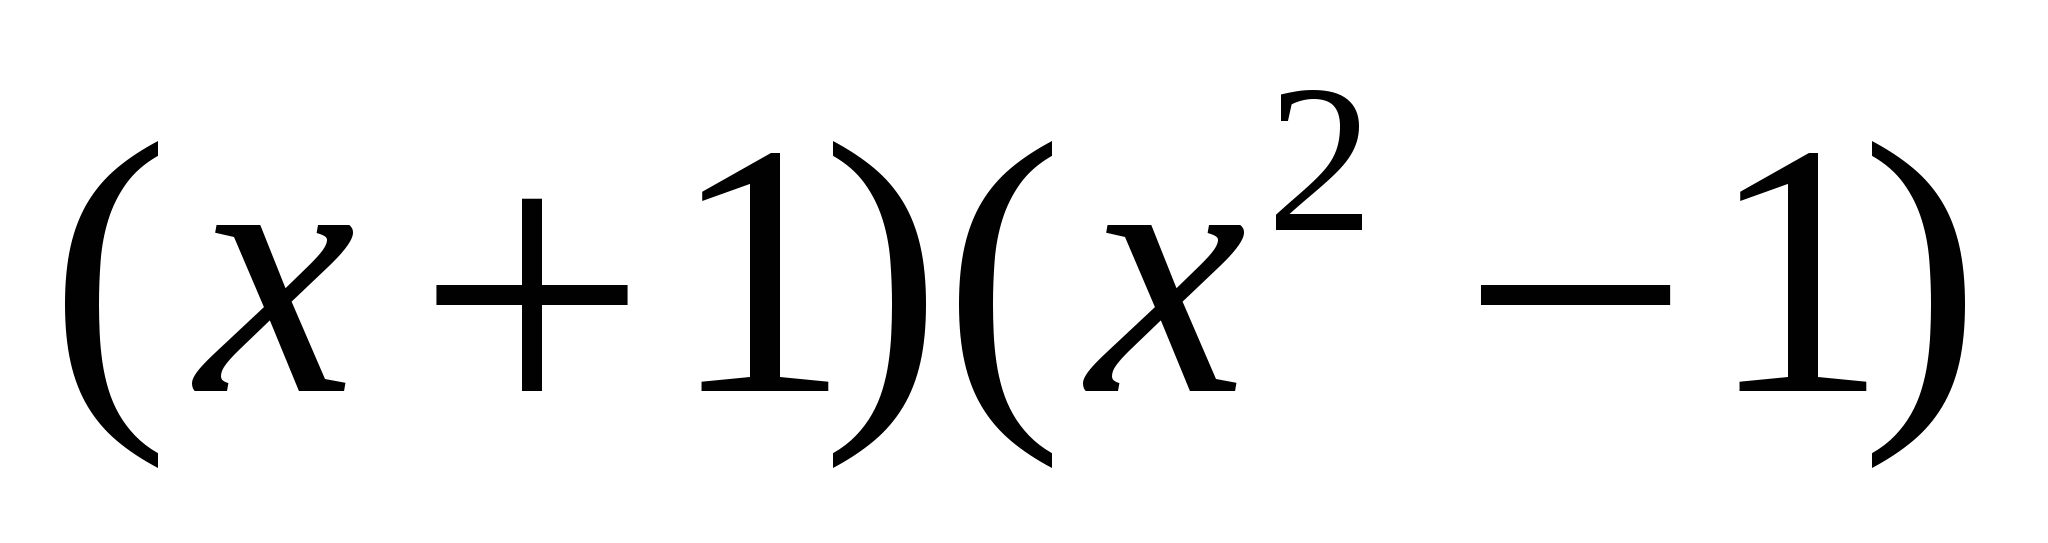 (x + 1)(x² − 1)